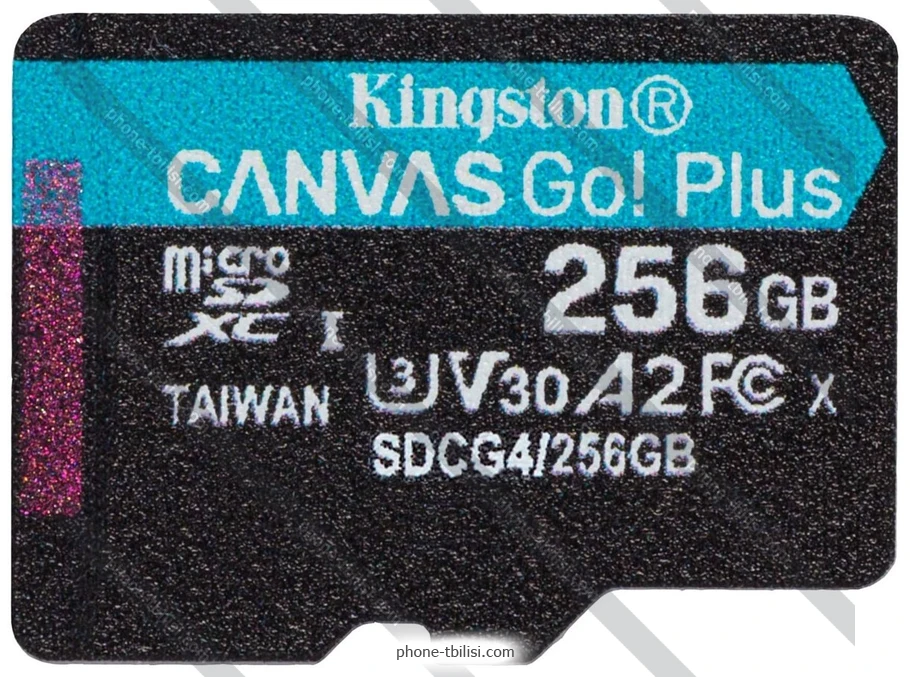 Kingston®
CANVAS Go! Plus
micro
SD
XC I
256GB
U3 V30 A2 FC X
TAIWAN
SDCG4/256GB
phone-tbilisi.com